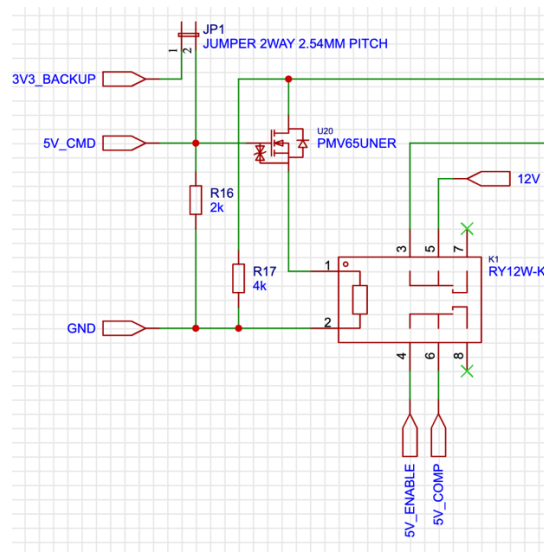 JP1
JUMPER 2WAY 2.54MM PITCH
1
2
3V3_BACKUP
5V_CMD
U20
PMV65UNER
R16
2k
12V
3
5
7
K1
RY12W-K
R17
4k
1
GND
2
4
6
8
5V_ENABLE
5V_COMP